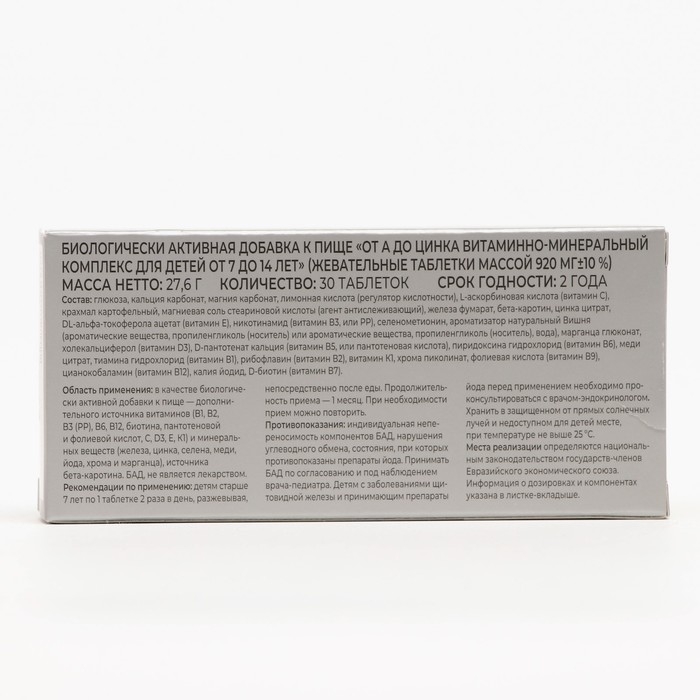 БИОЛОГИЧЕСКИ АКТИВНАЯ ДОБАВКА К ПИЩЕ «ОТ А ДО ЦИНКА ВИТАМИННО-МИНЕРАЛЬНЫЙ
КОМПЛЕКС ДЛЯ ДЕТЕЙ ОТ 7 ДО 14 ЛЕТ» (ЖЕВАТЕЛЬНЫЕ ТАБЛЕТКИ МАССОЙ 920 МГ±10 %)
МАССА НЕТТО: 27,6 Г КОЛИЧЕСТВО: 30 ТАБЛЕТОК СРОК ГОДНОСТИ: 2 ГОДА
Состав: глюкоза, кальция карбонат, магния карбонат, лимонная кислота (регулятор кислотности), L-аскорбиновая кислота (витамин С),
крахмал картофельный, магниевая соль стеариновой кислоты (агент антислеживающий), железа фумарат, бета-каротин, цинка цитрат,
DL-альфа-токоферола ацетат (витамин Е), никотинамид (витамин В3, или РР), селенометионин, ароматизатор натуральный Вишня
(ароматические вещества, пропиленгликоль (носитель) или ароматические вещества, пропиленгликоль (носитель), вода), марганца глюконат,
холекальциферол (витамин D3), D-пантотенат кальция (витамин В5, или пантотеновая кислота), пиридоксина гидрохлорид (витамин В6), меди
цитрат, тиамина гидрохлорид (витамин В1), рибофлавин (витамин В2), витамин К1, хрома пиколинат, фолиевая кислота (витамин В9),
цианокобаламин (витамин В12), калия йодид, D-биотин (витамин В7).
Область применения: в качестве биологически
активной добавки к пище — дополнительного
источника витаминов (В1, В2,
В3 (РР), В6, В12, биотина, пантотеновой
и фолиевой кислот, С, D3, Е, К1) и минеральных
веществ (железа, цинка, селена, меди,
йода, хрома и марганца), источника
бета-каротина. БАД, не является лекарством.
Рекомендации по применению: детям старше
7 лет по 1 таблетке 2 раза в день, разжевывая,
непосредственно после еды. Продолжительность
приема — 1 месяц. При необходимости
прием можно повторить.
Противопоказания: индивидуальная непереносимость
компонентов БАД, нарушения
углеводного обмена, состояния, при которых
противопоказаны препараты йода. Принимать
БАД по согласованию и под наблюдением
врача-педиатра. Детям с заболеваниями щитовидной
железы и принимающим препараты
йода перед применением необходимо проконсультироваться
с врачом-эндокринологом.
Хранить в защищенном от прямых солнечных
лучей и недоступном для детей месте,
при температуре не выше 25 °С.
Места реализации определяются национальным
законодательством государств-членов
Евразийского экономического союза.
Информация о дозировках и компонентах
указана в листке-вкладыше.